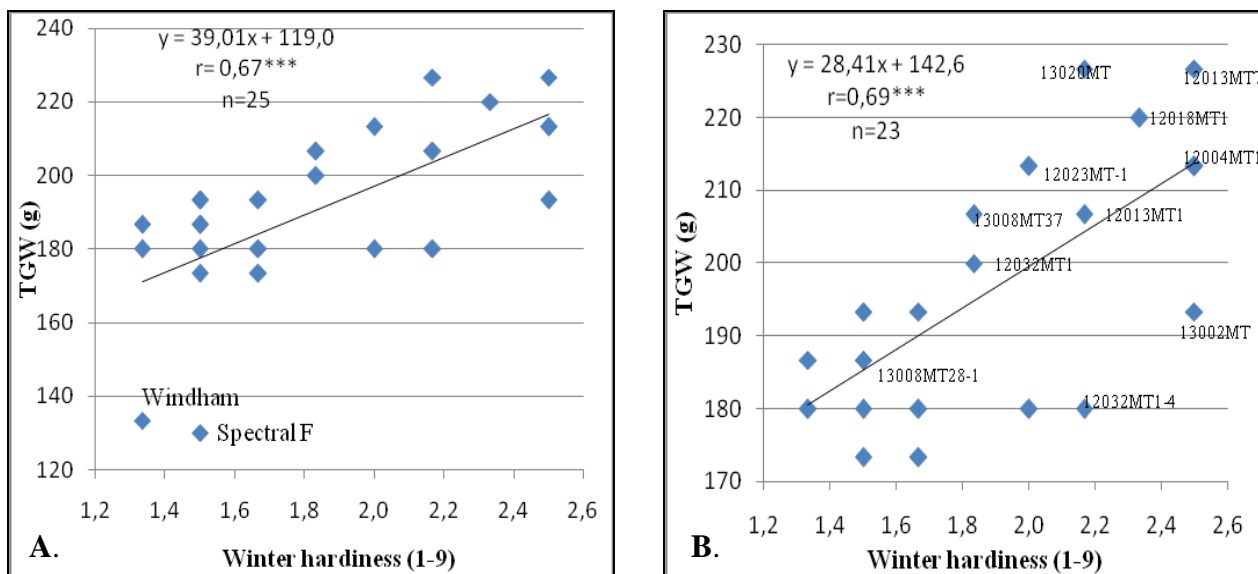 240
220
200
180
160
140
120
TGW (g)
y = 39,01x + 119,0
r= 0,67***
n=25
Windham
Spectral F
1,2 1,4 1,6 1,8 2,0 2,2 2,4 2,6
A. Winter hardiness (1-9)
230
220
210
200
190
180
170
TGW (g)
y = 28,41x + 142,6
r=0,69***
n=23
13020MT
12013MT7
12018MT1
12004MT1
12023MT-1
13008MT37
12013MT1
12032MT1
13002MT
13008MT28-1
12032MT1-4
1,2 1,4 1,6 1,8 2,0 2,2 2,4 2,6
B. Winter hardiness (1-9)